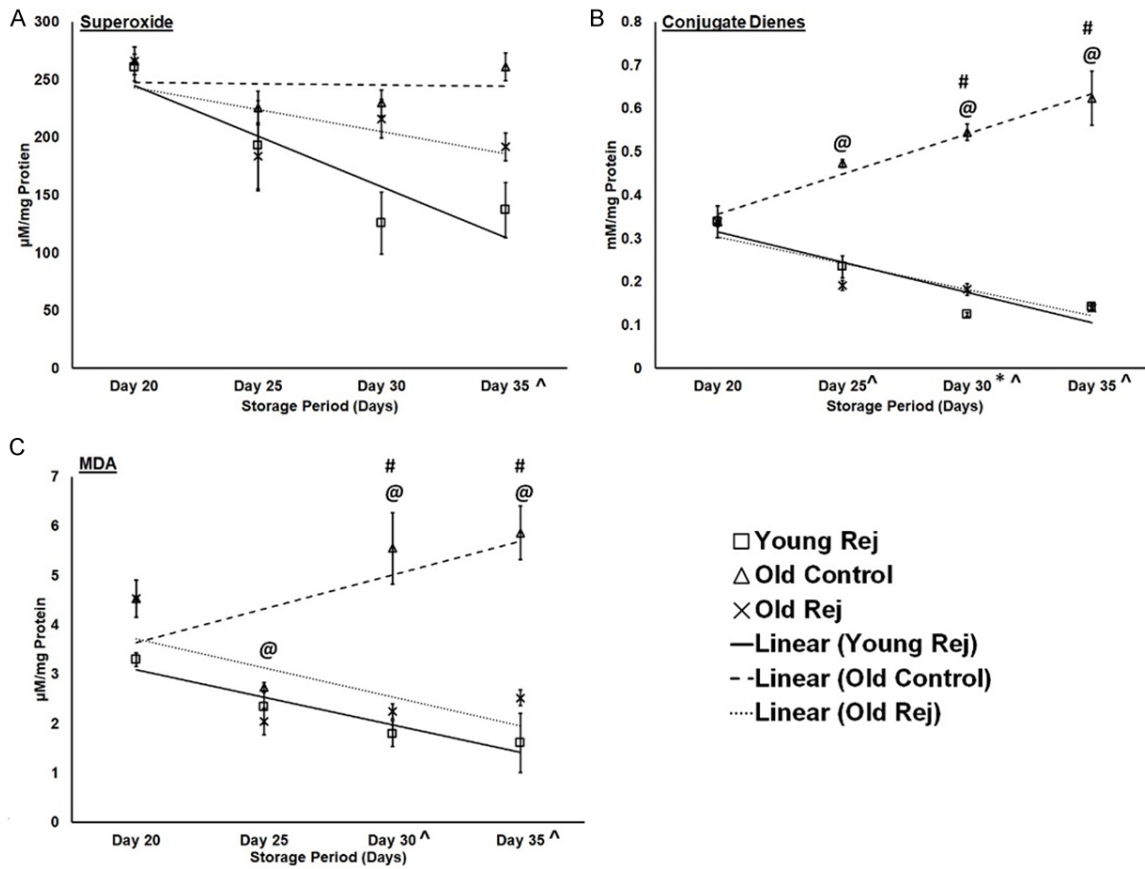 A
Superoxide
300
250
200
150
100
50
0
µM/mg Protien
Day 20
Day 25
Day 30
Day 35 ^
Storage Period (Days)
B
Conjugate Dienes
0.8
0.7
0.6
0.5
0.4
0.3
0.2
0.1
0
mM/mg Protein
@
#
@
#
@
Day 20
Day 25 ^
Day 30 * ^
Day 35 ^
Storage Period (Days)
C
MDA
7
6
5
4
3
2
1
0
µM/mg Protein
@
#
@
#
@
Day 20
Day 25
Day 30 ^
Day 35 ^
Storage Period (Days)
Young Rej
Old Control
Old Rej
Linear (Young Rej)
Linear (Old Control)
Linear (Old Rej)